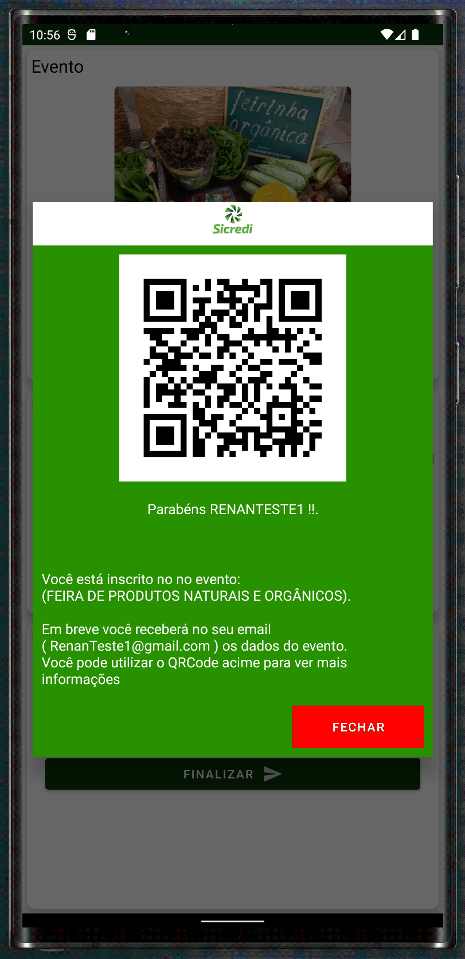 10:56
Evento
feirinha
orgânica
Sicredi
Parabéns RENANTESTE1 !!.
Você está inscrito no no evento:
(FEIRA DE PRODUTOS NATURAIS E ORGÂNICOS).
Em breve você receberá no seu email
( RenanTeste1@gmail.com ) os dados do evento.
Você pode utilizar o QRCode acime para ver mais
informações
FECHAR
FINALIZAR